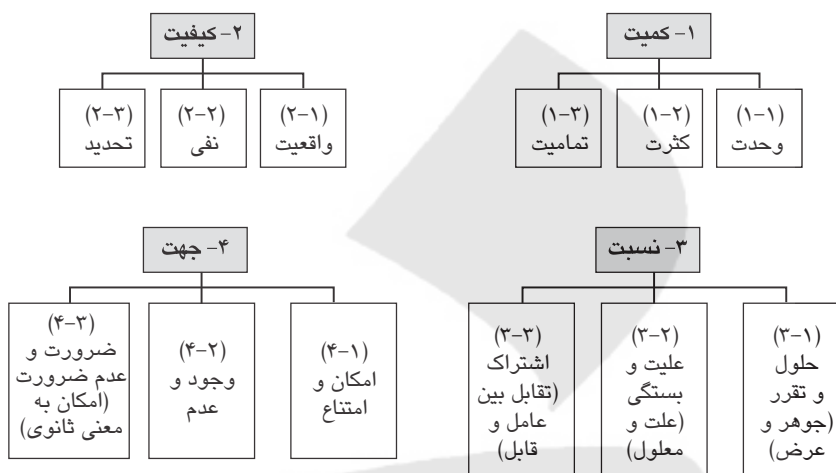 ۱- کمیت
(۱-۱)
وحدت
(۱-۲)
کثرت
(۱-۳)
تمامیت
۲- کیفیت
(۲-۱)
واقعیت
(۲-۲)
نفی
(۲-۳)
تحدید
۳- نسبت
(۳-۱)
حلول
و تقرر
(جوهر و
عرض)
(۳-۲)
علیت و
بستگی
(علت و
معلول)
(۳-۳)
اشتراک
(تقابل بین
عامل و
قابل)
۴- جهت
(۴-۱)
امکان و
امتناع
(۴-۲)
وجود و
عدم
(۴-۳)
ضرورت و
عدم ضرورت
(امکان به
معنی ثانوی)